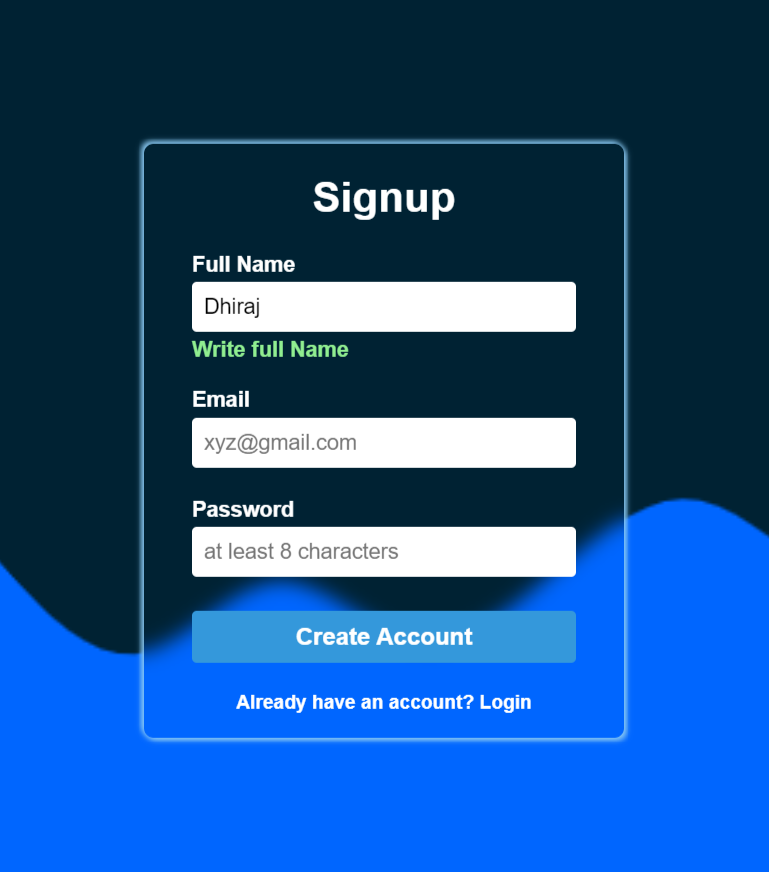 Signup
Full Name
Dhiraj
Write full Name
Email
xyz@gmail.com
Password
at least 8 characters
Create Account
Already have an account? Login